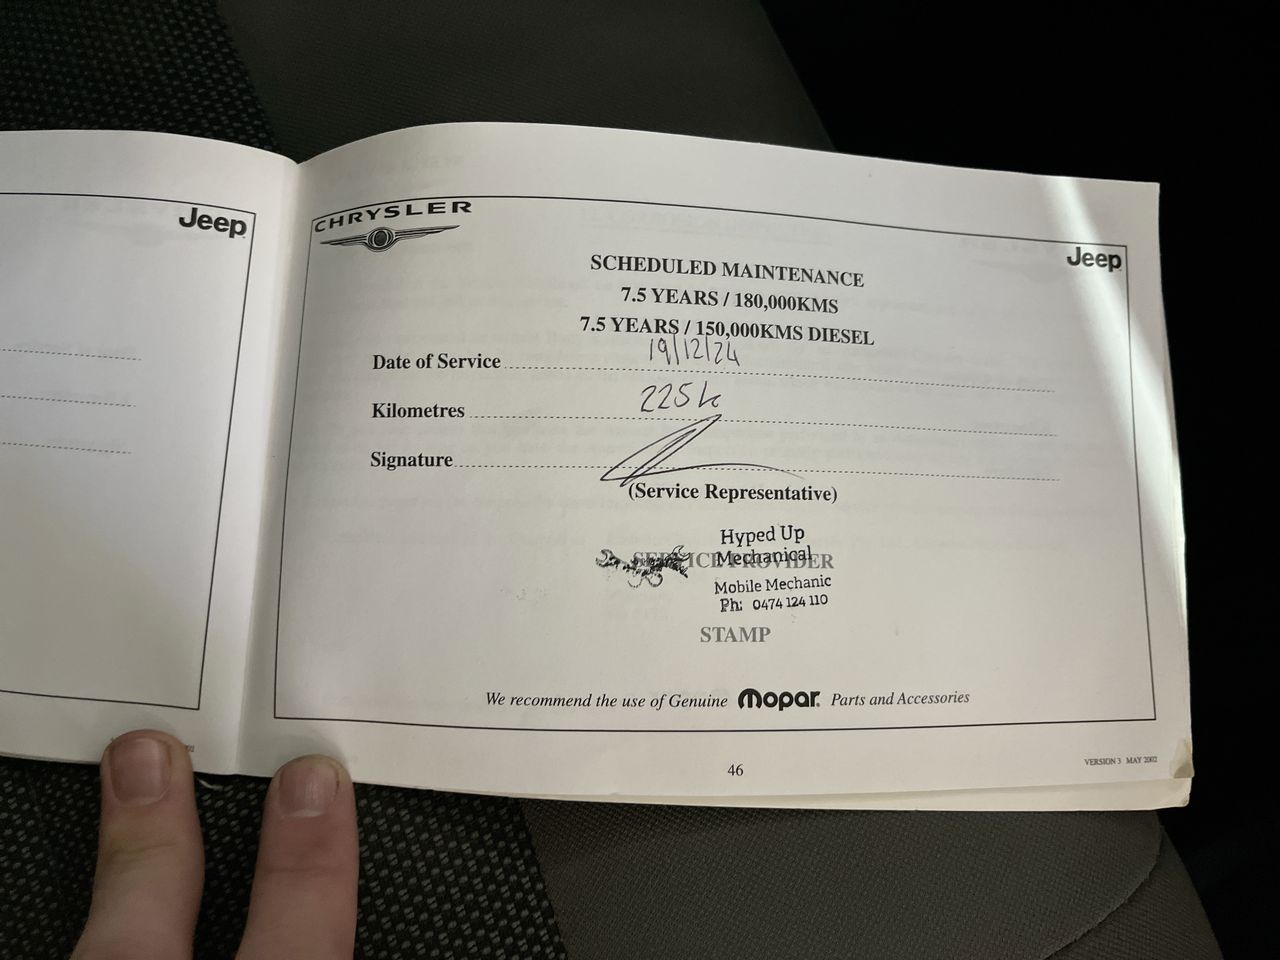 Jeep
CHRYSLER
Jeep
SCHEDULED MAINTENANCE
7.5 YEARS / 180,000KMS
7.5 YEARS / 150,000KMS DIESEL
Date of Service 19/12/24
Kilometres 225k
Signature
(Service Representative)
Hyped Up
Mechanical
SERVICE PROVIDER
Mobile Mechanic
Ph: 0474 124 110
STAMP
We recommend the use of Genuine Mopar. Parts and Accessories
46
VERSION 3 MAY 2002